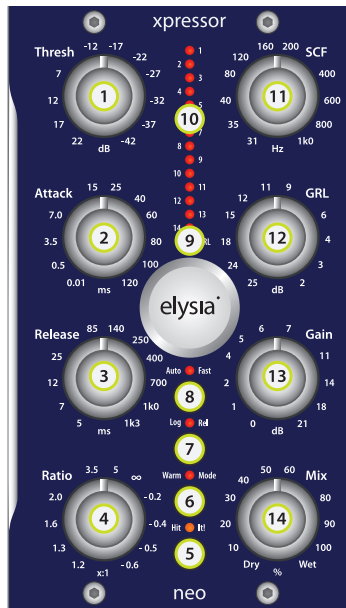 xpressor
Thresh
-12 -17
7 -22
-27
12 1 -32
17 -37
22 -42
dB
1
2
3
4
5
10
7
8
9
10
11
12
13
14
9
SCF
160 200
120 400
80
11 600
40
35 800
31 1k0
Hz
Attack
15 25
7.0 40
60
3.5 2 80
0.5 100
0.01 120
ms
GRL
11 9
12 6
15
18 12 4
24 3
25 2
dB
elysia
Release
85 140
25 250
400
12 3 700
7 1k0
5 1k3
ms
Auto Fast
8
Log Rel
7
Warm Mode
6
Hit It!
5
Gain
6 7
5
4 11
2 13 14
1 18
0 21
dB
Ratio
3.5 5
2.0 ∞
-0.2
1.6 4 -0.4
1.3 -0.5
1.2 -0.6
x:1
Mix
50 60
40
30 80
20 14 90
10 100
Dry Wet
%
neo